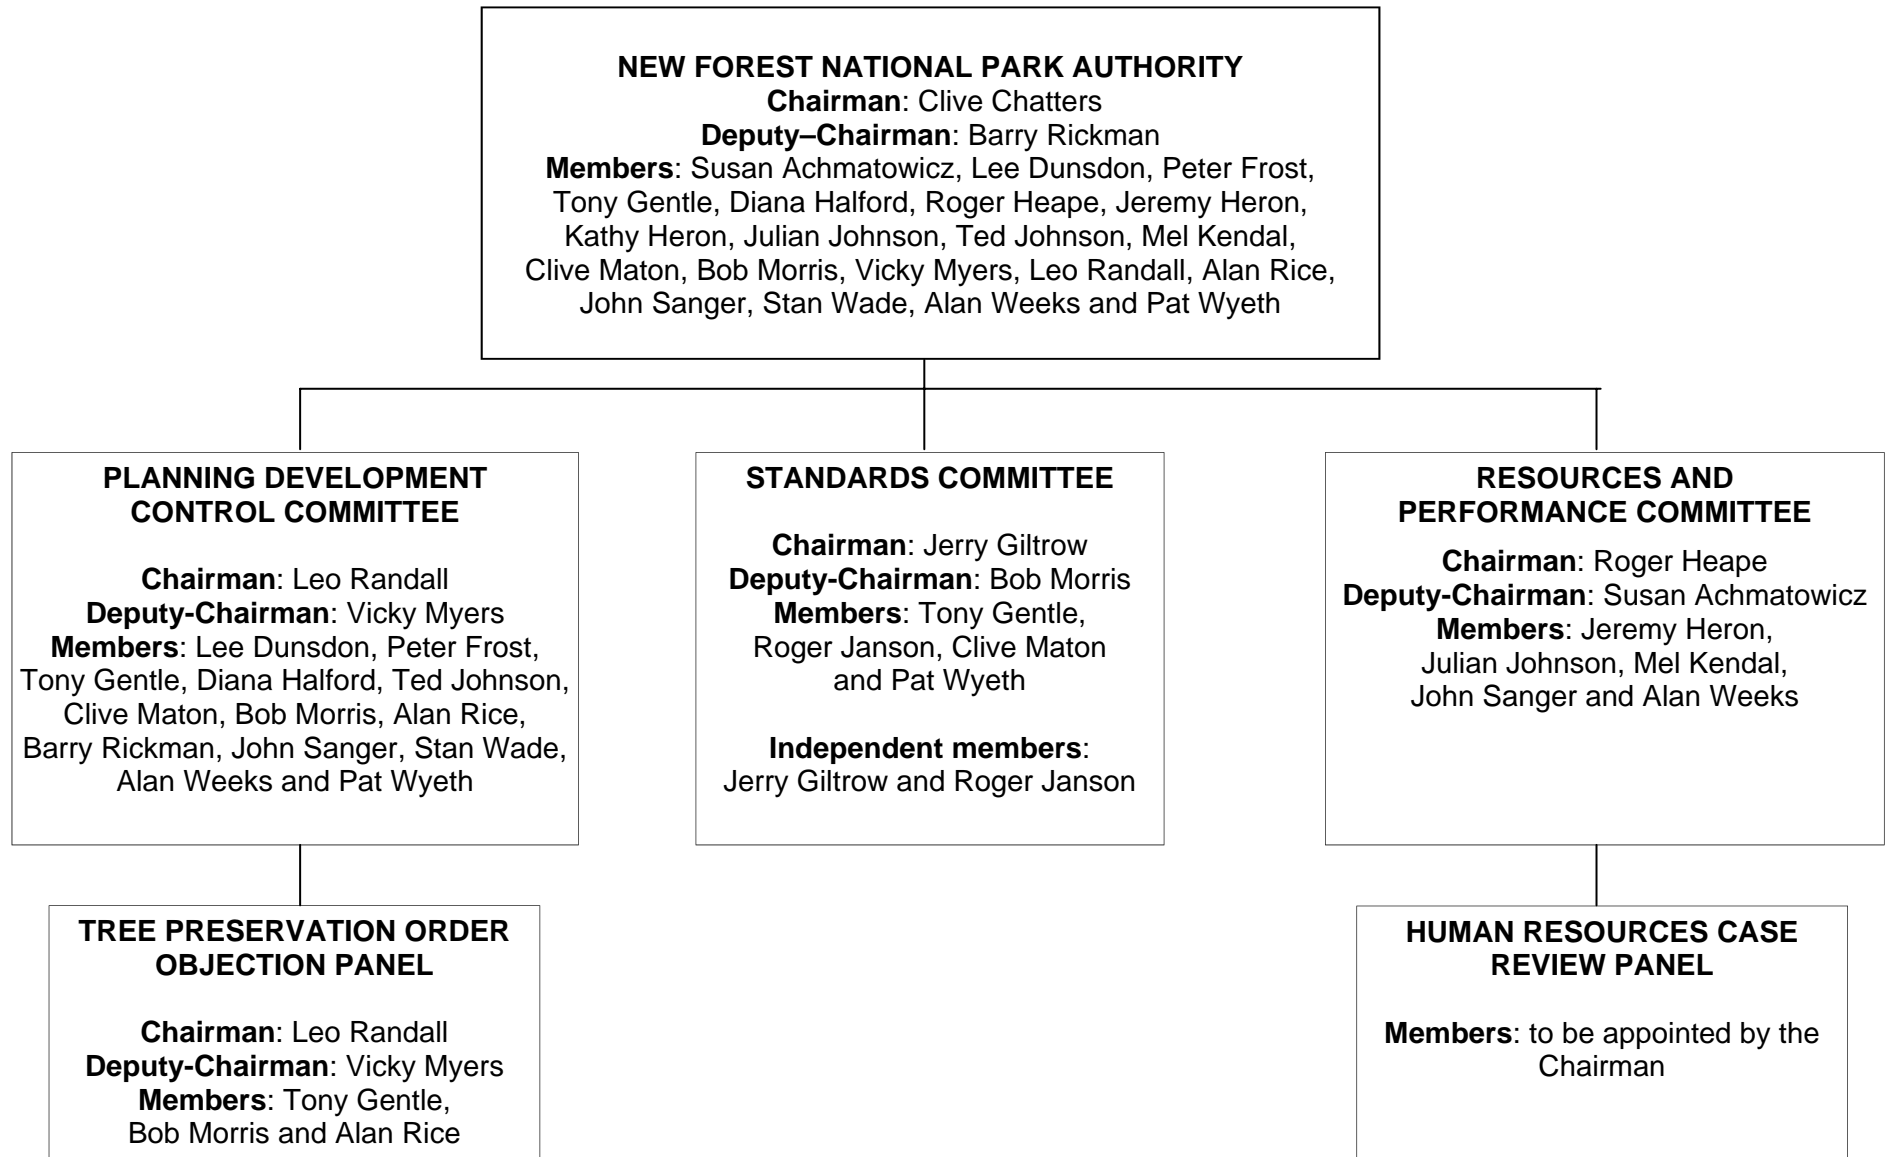 NEW FOREST NATIONAL PARK AUTHORITY
Chairman: Clive Chatters
Deputy–Chairman: Barry Rickman
Members: Susan Achmatowicz, Lee Dunsdon, Peter Frost,
Tony Gentle, Diana Halford, Roger Heape, Jeremy Heron,
Kathy Heron, Julian Johnson, Ted Johnson, Mel Kendal,
Clive Maton, Bob Morris, Vicky Myers, Leo Randall, Alan Rice,
John Sanger, Stan Wade, Alan Weeks and Pat Wyeth
PLANNING DEVELOPMENT
CONTROL COMMITTEE
Chairman: Leo Randall
Deputy-Chairman: Vicky Myers
Members: Lee Dunsdon, Peter Frost,
Tony Gentle, Diana Halford, Ted Johnson,
Clive Maton, Bob Morris, Alan Rice,
Barry Rickman, John Sanger, Stan Wade,
Alan Weeks and Pat Wyeth
STANDARDS COMMITTEE
Chairman: Jerry Giltrow
Deputy-Chairman: Bob Morris
Members: Tony Gentle,
Roger Janson, Clive Maton
and Pat Wyeth
Independent members:
Jerry Giltrow and Roger Janson
RESOURCES AND
PERFORMANCE COMMITTEE
Chairman: Roger Heape
Deputy-Chairman: Susan Achmatowicz
Members: Jeremy Heron,
Julian Johnson, Mel Kendal,
John Sanger and Alan Weeks
TREE PRESERVATION ORDER
OBJECTION PANEL
Chairman: Leo Randall
Deputy-Chairman: Vicky Myers
Members: Tony Gentle,
Bob Morris and Alan Rice
HUMAN RESOURCES CASE
REVIEW PANEL
Members: to be appointed by the
Chairman